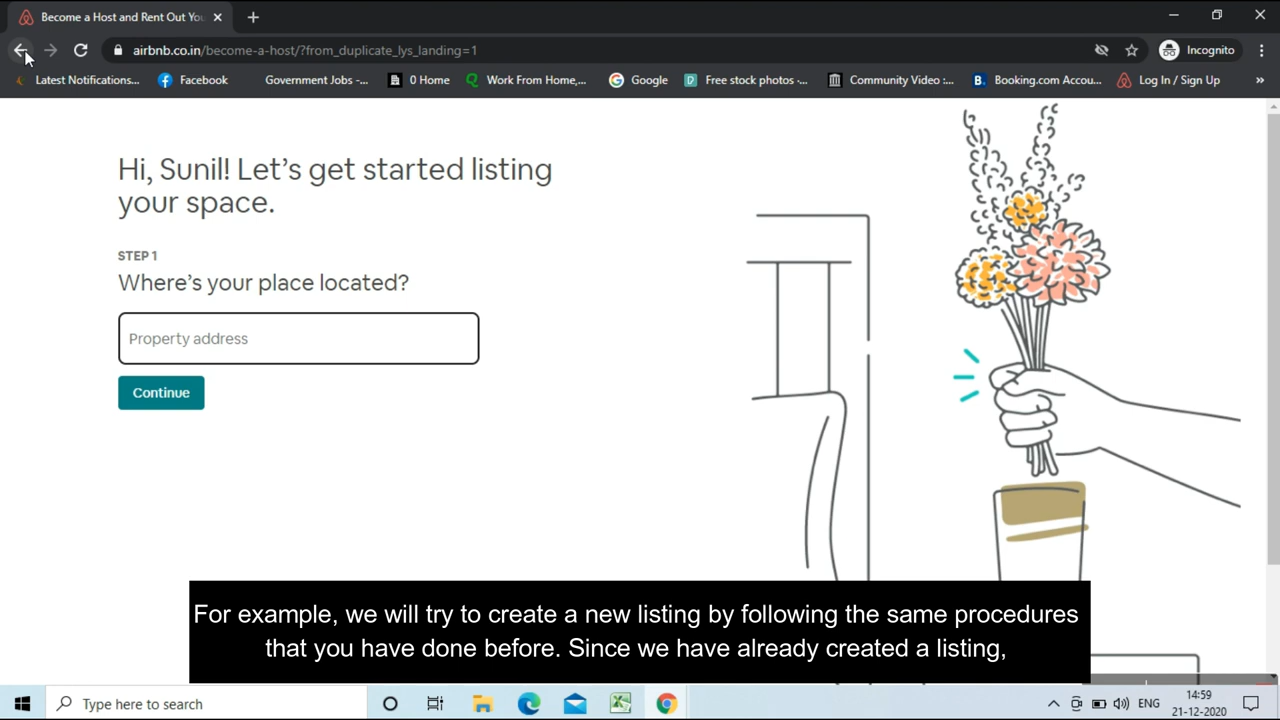 Become a Host and Rent Out You
airbnb.co.in/become-a-host/?from_duplicate_lys_landing=1
Incognito
Latest Notifications...
Facebook
Government Jobs -...
0 Home
Work From Home,...
Google
Free stock photos -...
Community Video :...
B. Booking.com Accou...
Log In / Sign Up
»
Hi, Sunil! Let's get started listing
your space.
STEP 1
Where's your place located?
Property address
Continue
For example, we will try to create a new listing by following the same procedures
that you have done before. Since we have already created a listing,
Type here to search
ENG
14:59
21-12-2020